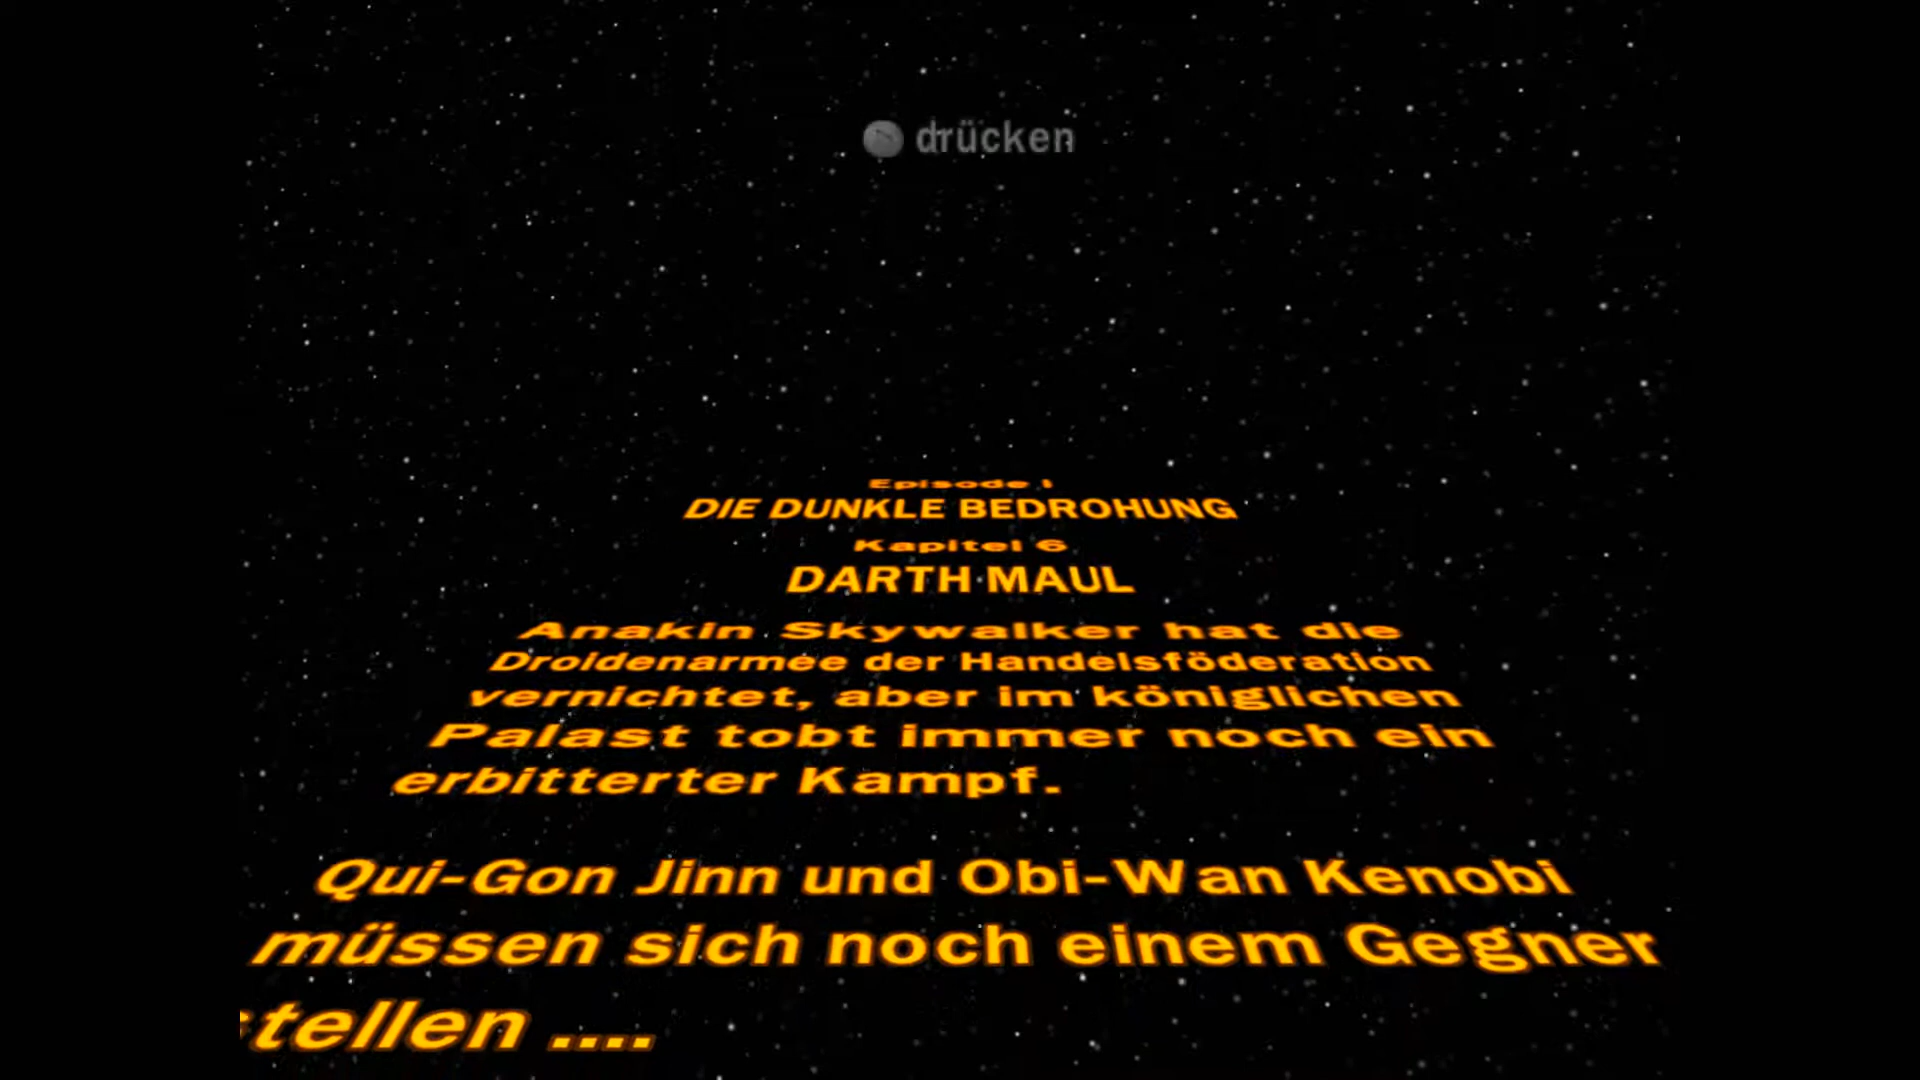 drücken
Episode I
DIE DUNKLE BEDROHUNG
Kapitel 6
DARTH MAUL
Anakin Skywalker hat die
Droidenarmee der Handelsföderation
vernichtet, aber im königlichen
Palast tobt immer noch ein
erbitterter Kampf.
Qui-Gon Jinn und Obi-Wan Kenobi
müssen sich noch einem Gegner
stellen ....